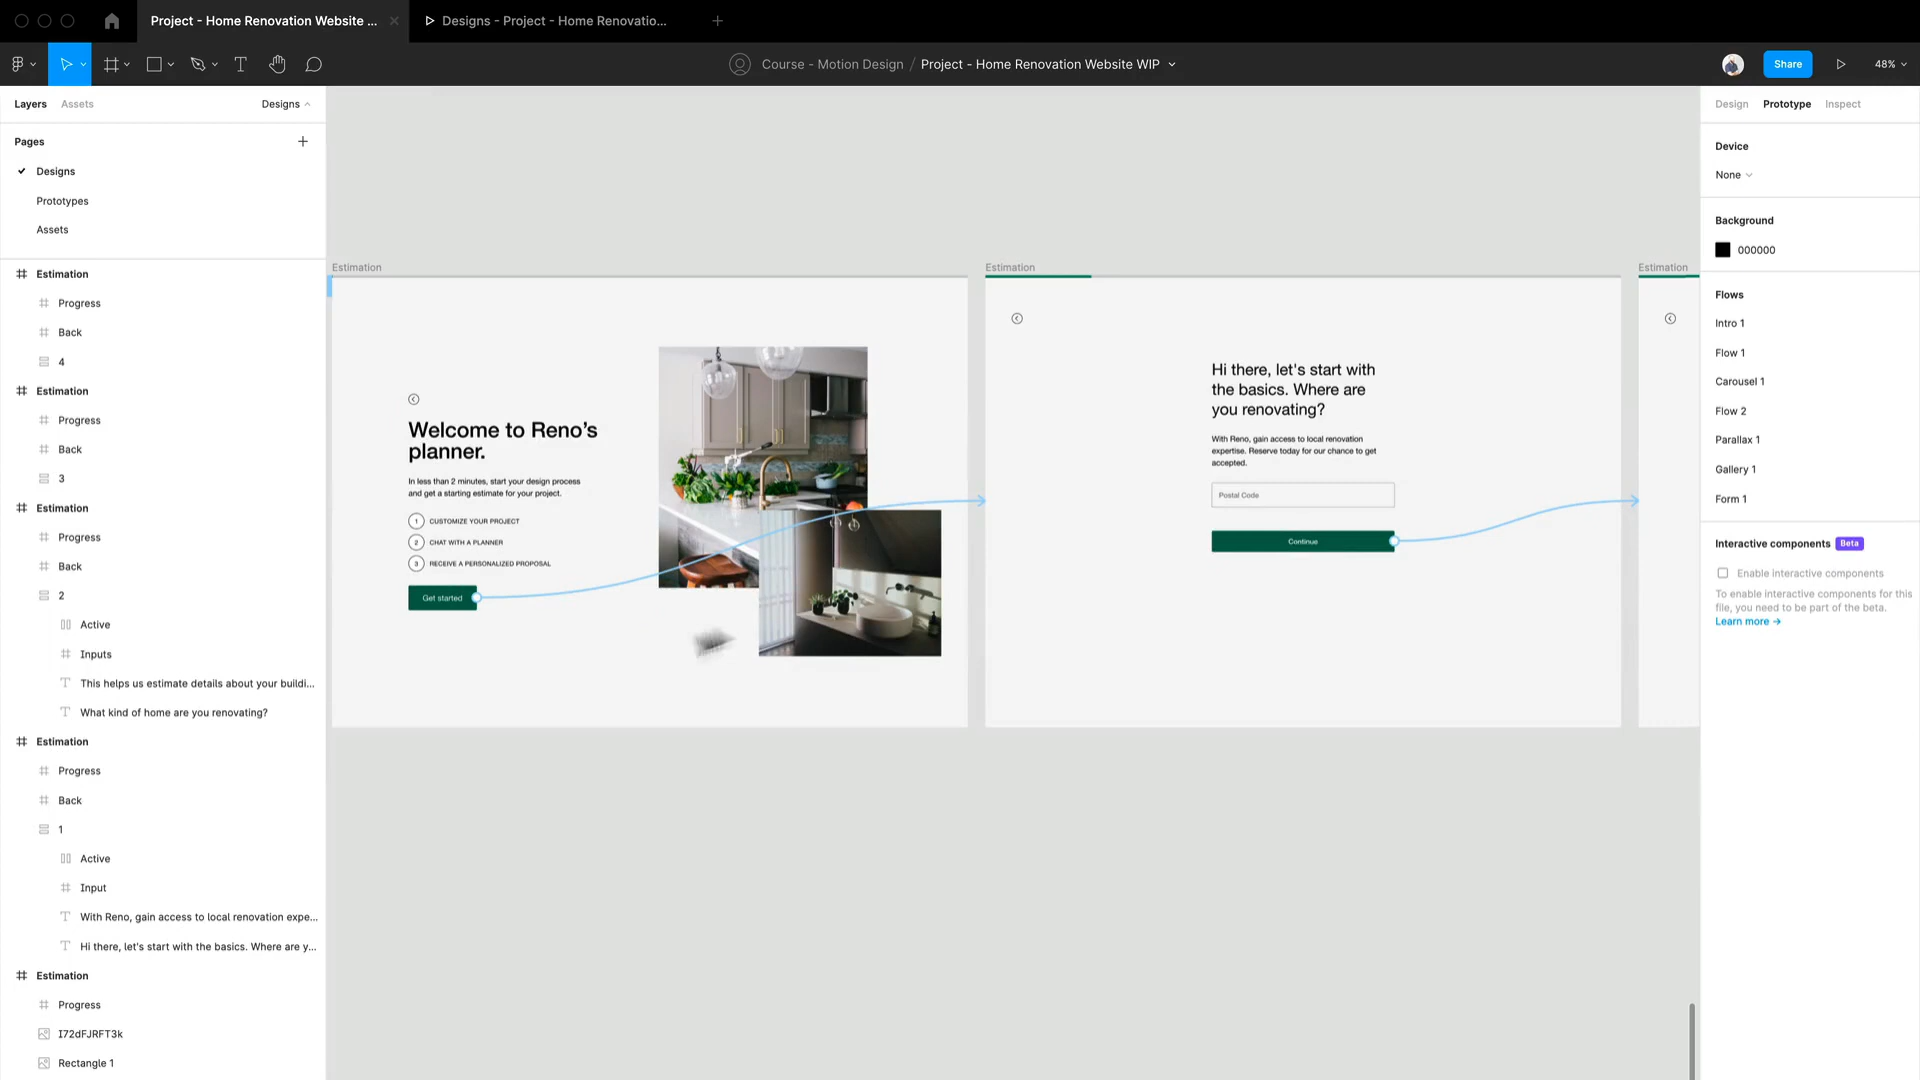 Project - Home Renovation Website ...
Designs - Project - Home Renovatio...
Course - Motion Design / Project - Home Renovation Website WIP
Share
48%
Layers
Assets
Designs
Pages
Designs
Prototypes
Assets
Estimation
Progress
Back
4
Estimation
Progress
Back
3
Estimation
Progress
Back
2
Active
Inputs
This helps us estimate details about your buildi...
What kind of home are you renovating?
Estimation
Progress
Back
1
Active
Input
With Reno, gain access to local renovation expe...
Hi there, let's start with the basics. Where are y...
Estimation
Progress
I72dFJRFT3k
Rectangle 1
Estimation
Welcome to Reno’s
planner.
In less than 2 minutes, start your design process
and get a starting estimate for your project.
1 CUSTOMIZE YOUR PROJECT
2 CHAT WITH A PLANNER
3 RECEIVE A PERSONALIZED PROPOSAL
Get started
Estimation
Hi there, let's start with
the basics. Where are
you renovating?
With Reno, gain access to local renovation
expertise. Reserve today for our chance to get
accepted.
Postal Code
Continue
Estimation
Design
Prototype
Inspect
Device
None
Background
000000
Flows
Intro 1
Flow 1
Carousel 1
Flow 2
Parallax 1
Gallery 1
Form 1
Interactive components Beta
Enable interactive components
To enable interactive components for this
file, you need to be part of the beta.
Learn more →